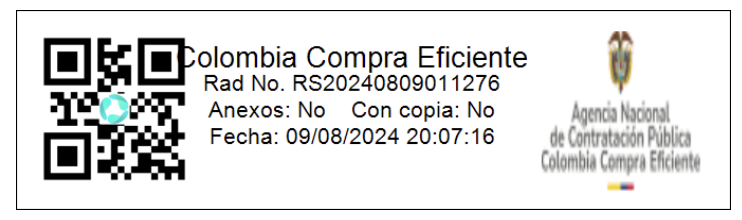 Colombia Compra Eficiente
Rad No. RS20240809011276
Anexos: No Con copia: No
Fecha: 09/08/2024 20:07:16
Agencia Nacional
de Contratación Pública
Colombia Compra Eficiente